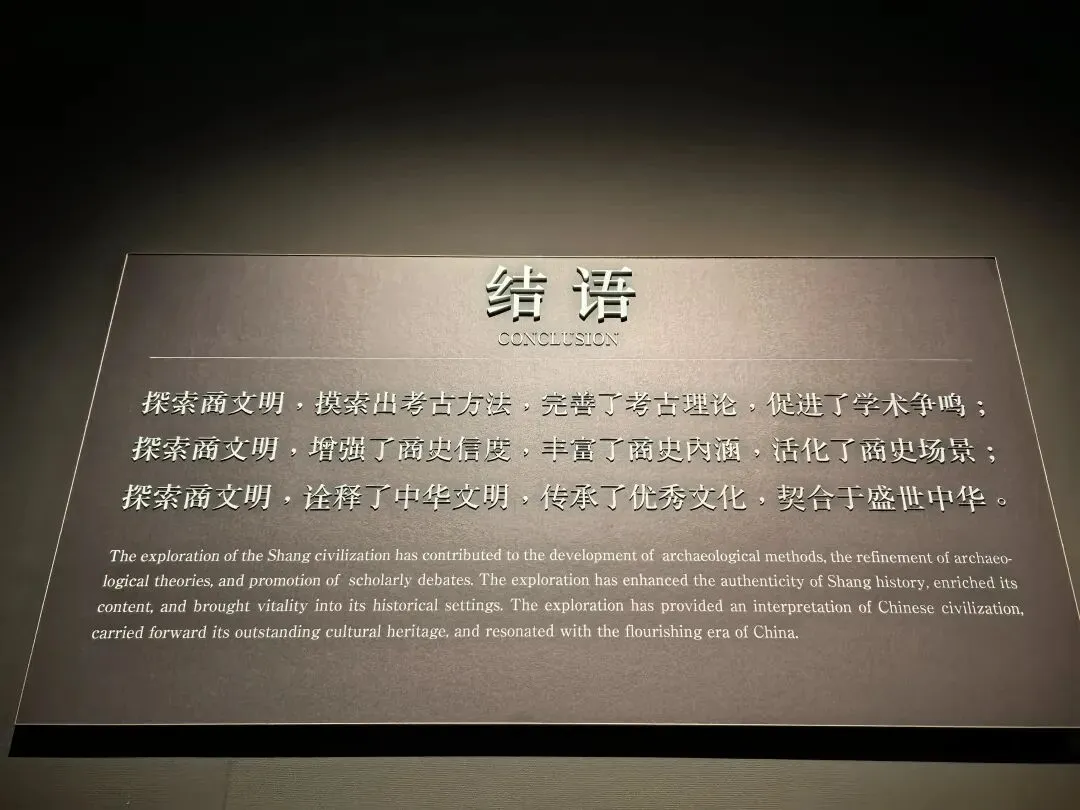 结语
CONCLUSION
探索商文明，摸索出考古方法，完善了考古理论，促进了学术争鸣；
探索商文明，增强了商史信度，丰富了商史内涵，活化了商史场景；
探索商文明，诠释了中华文明，传承了优秀文化，契合于盛世中华。
The exploration of the Shang civilization has contributed to the development of archaeological methods, the refinement of archaeo-
logical theories, and promotion of scholarly debates. The exploration has enhanced the authenticity of Shang history, enriched its
content, and brought vitality into its historical settings. The exploration has provided an interpretation of Chinese civilization,
carried forward its outstanding cultural heritage, and resonated with the flourishing era of China.